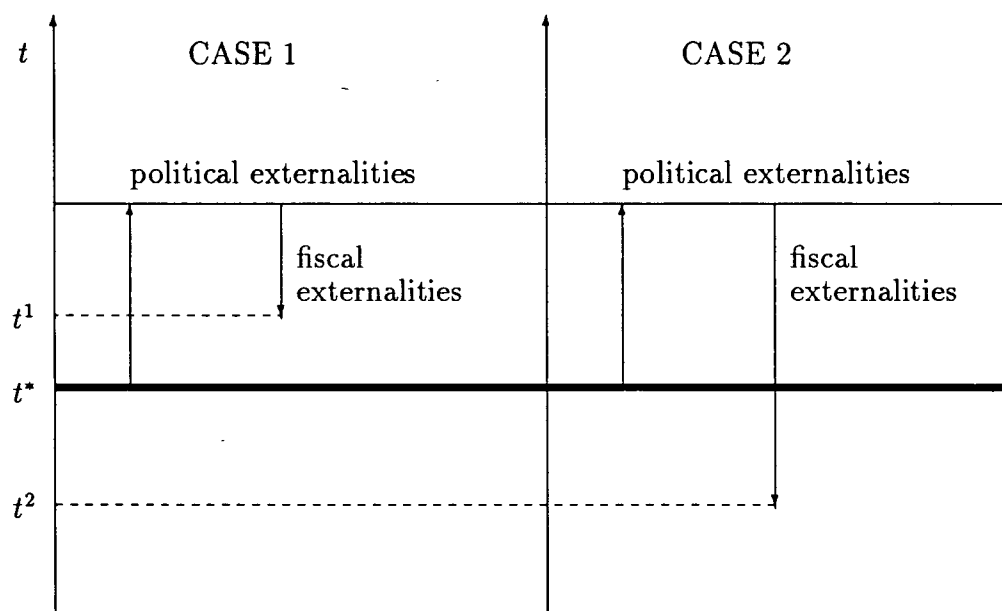 t
CASE 1
CASE 2
political externalities
political externalities
fiscal
externalities
fiscal
externalities
t¹
t*
t²